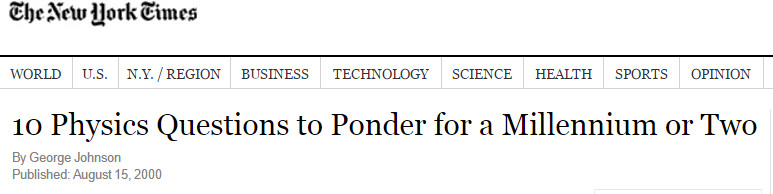 The New York Times
WORLD U.S. N.Y. / REGION BUSINESS TECHNOLOGY SCIENCE HEALTH SPORTS OPINION
10 Physics Questions to Ponder for a Millennium or Two
By George Johnson
Published: August 15, 2000